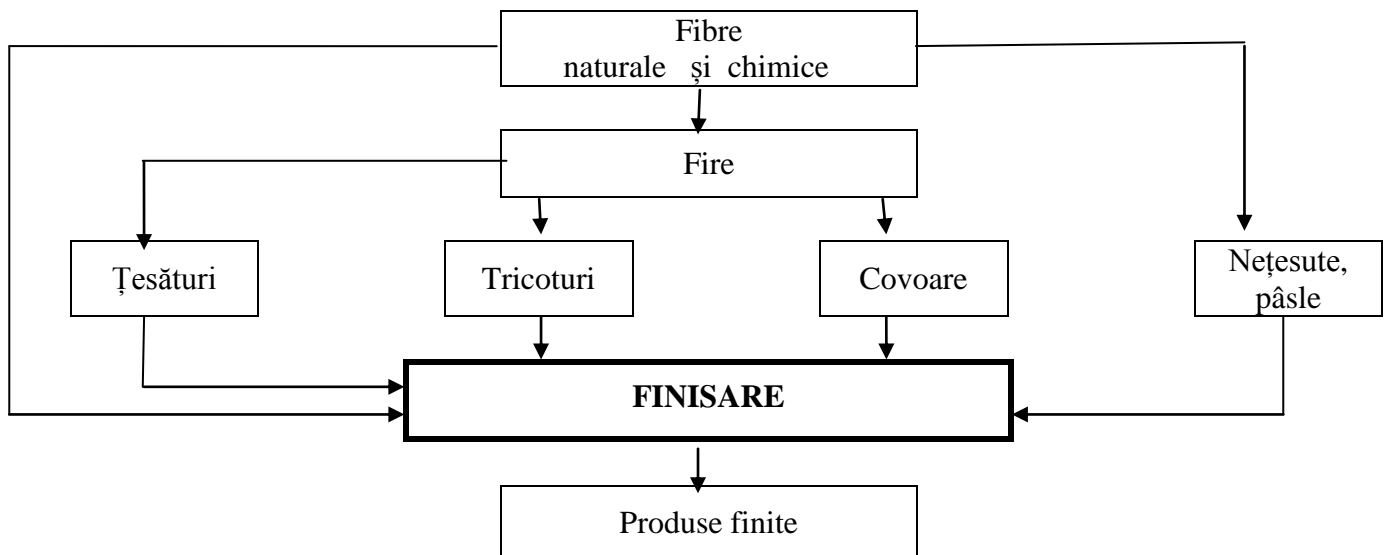 Fibre
naturale și chimice
Fire
Țesături
Tricoturi
Covoare
Nețesute,
pâsle
FINISARE
Produse finite